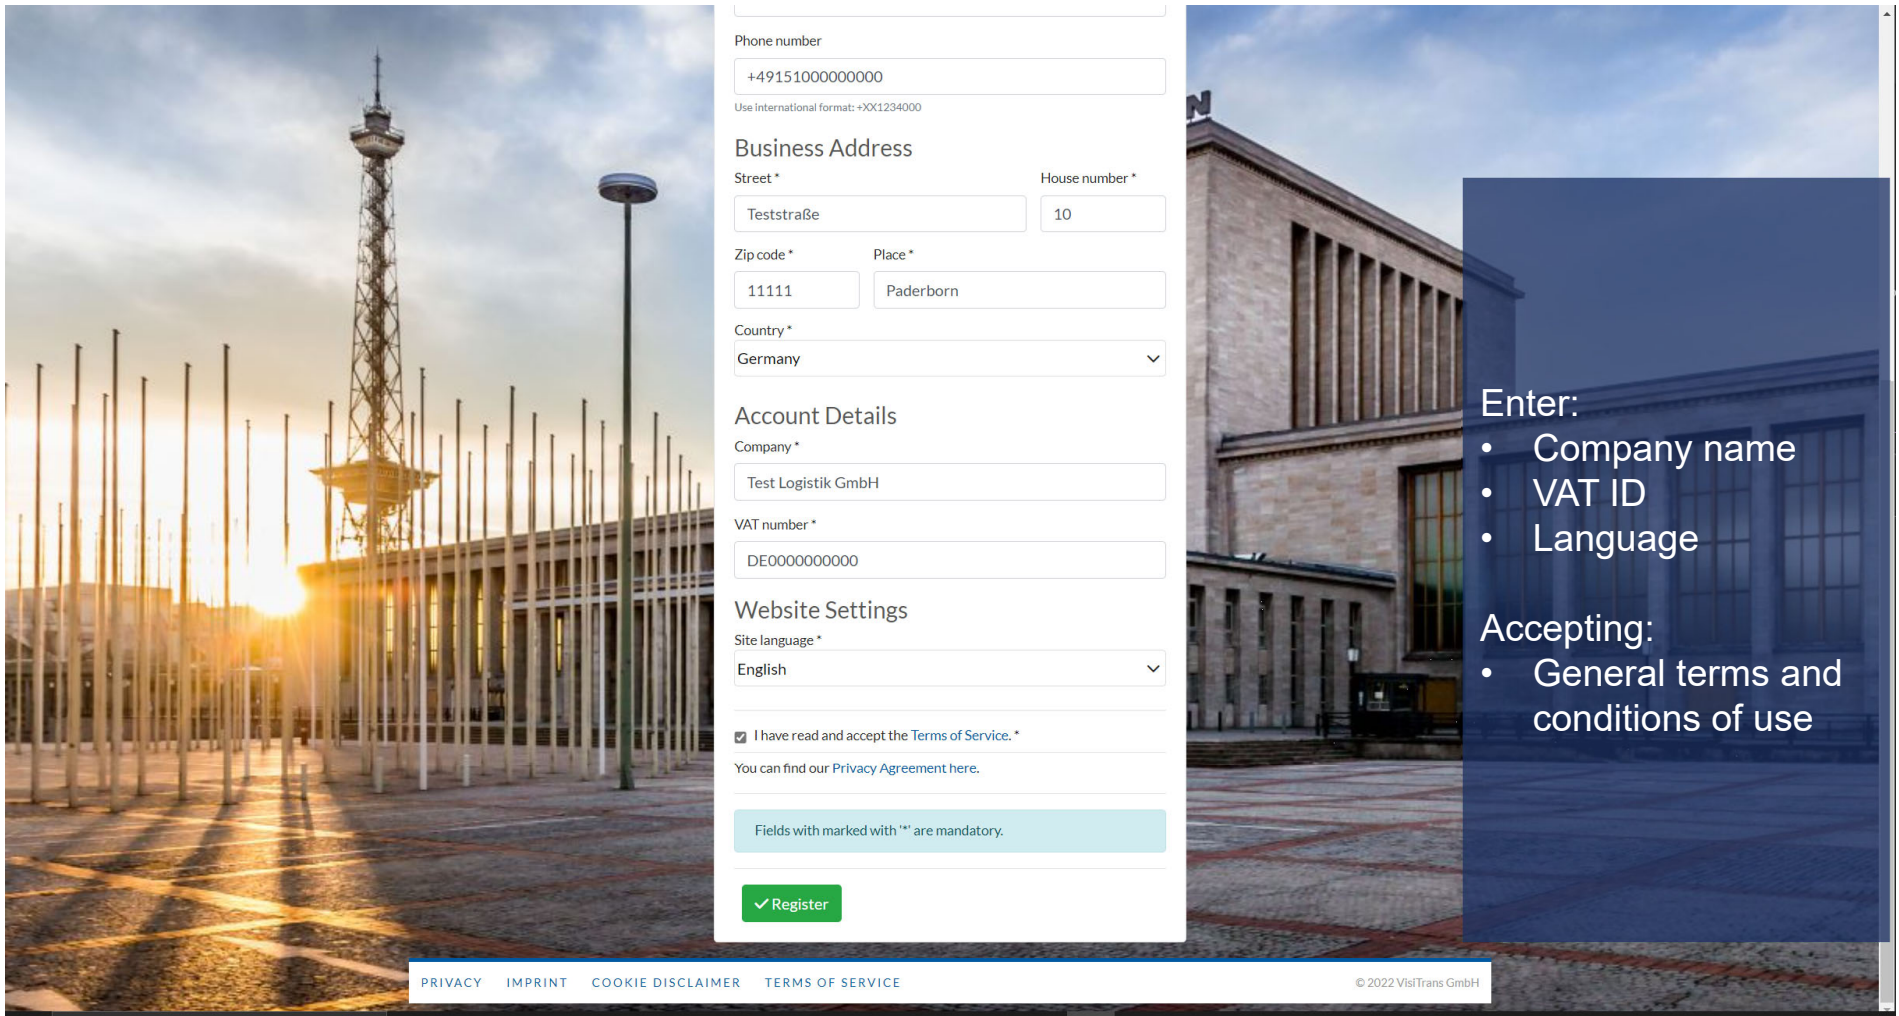 Phone number
+49151000000000
Use international format: +XX1234000
Business Address
Street *
House number *
Teststraße
10
Zip code *
Place *
11111
Paderborn
Country *
Germany
Account Details
Company *
Test Logistik GmbH
VAT number *
DE0000000000
Website Settings
Site language *
English
I have read and accept the Terms of Service. *
You can find our Privacy Agreement here.
Fields with marked with '*' are mandatory.
Register
N
Enter:
• Company name
• VAT ID
• Language
Accepting:
• General terms and
conditions of use
PRIVACY IMPRINT COOKIE DISCLAIMER TERMS OF SERVICE
© 2022 VisiTrans GmbH